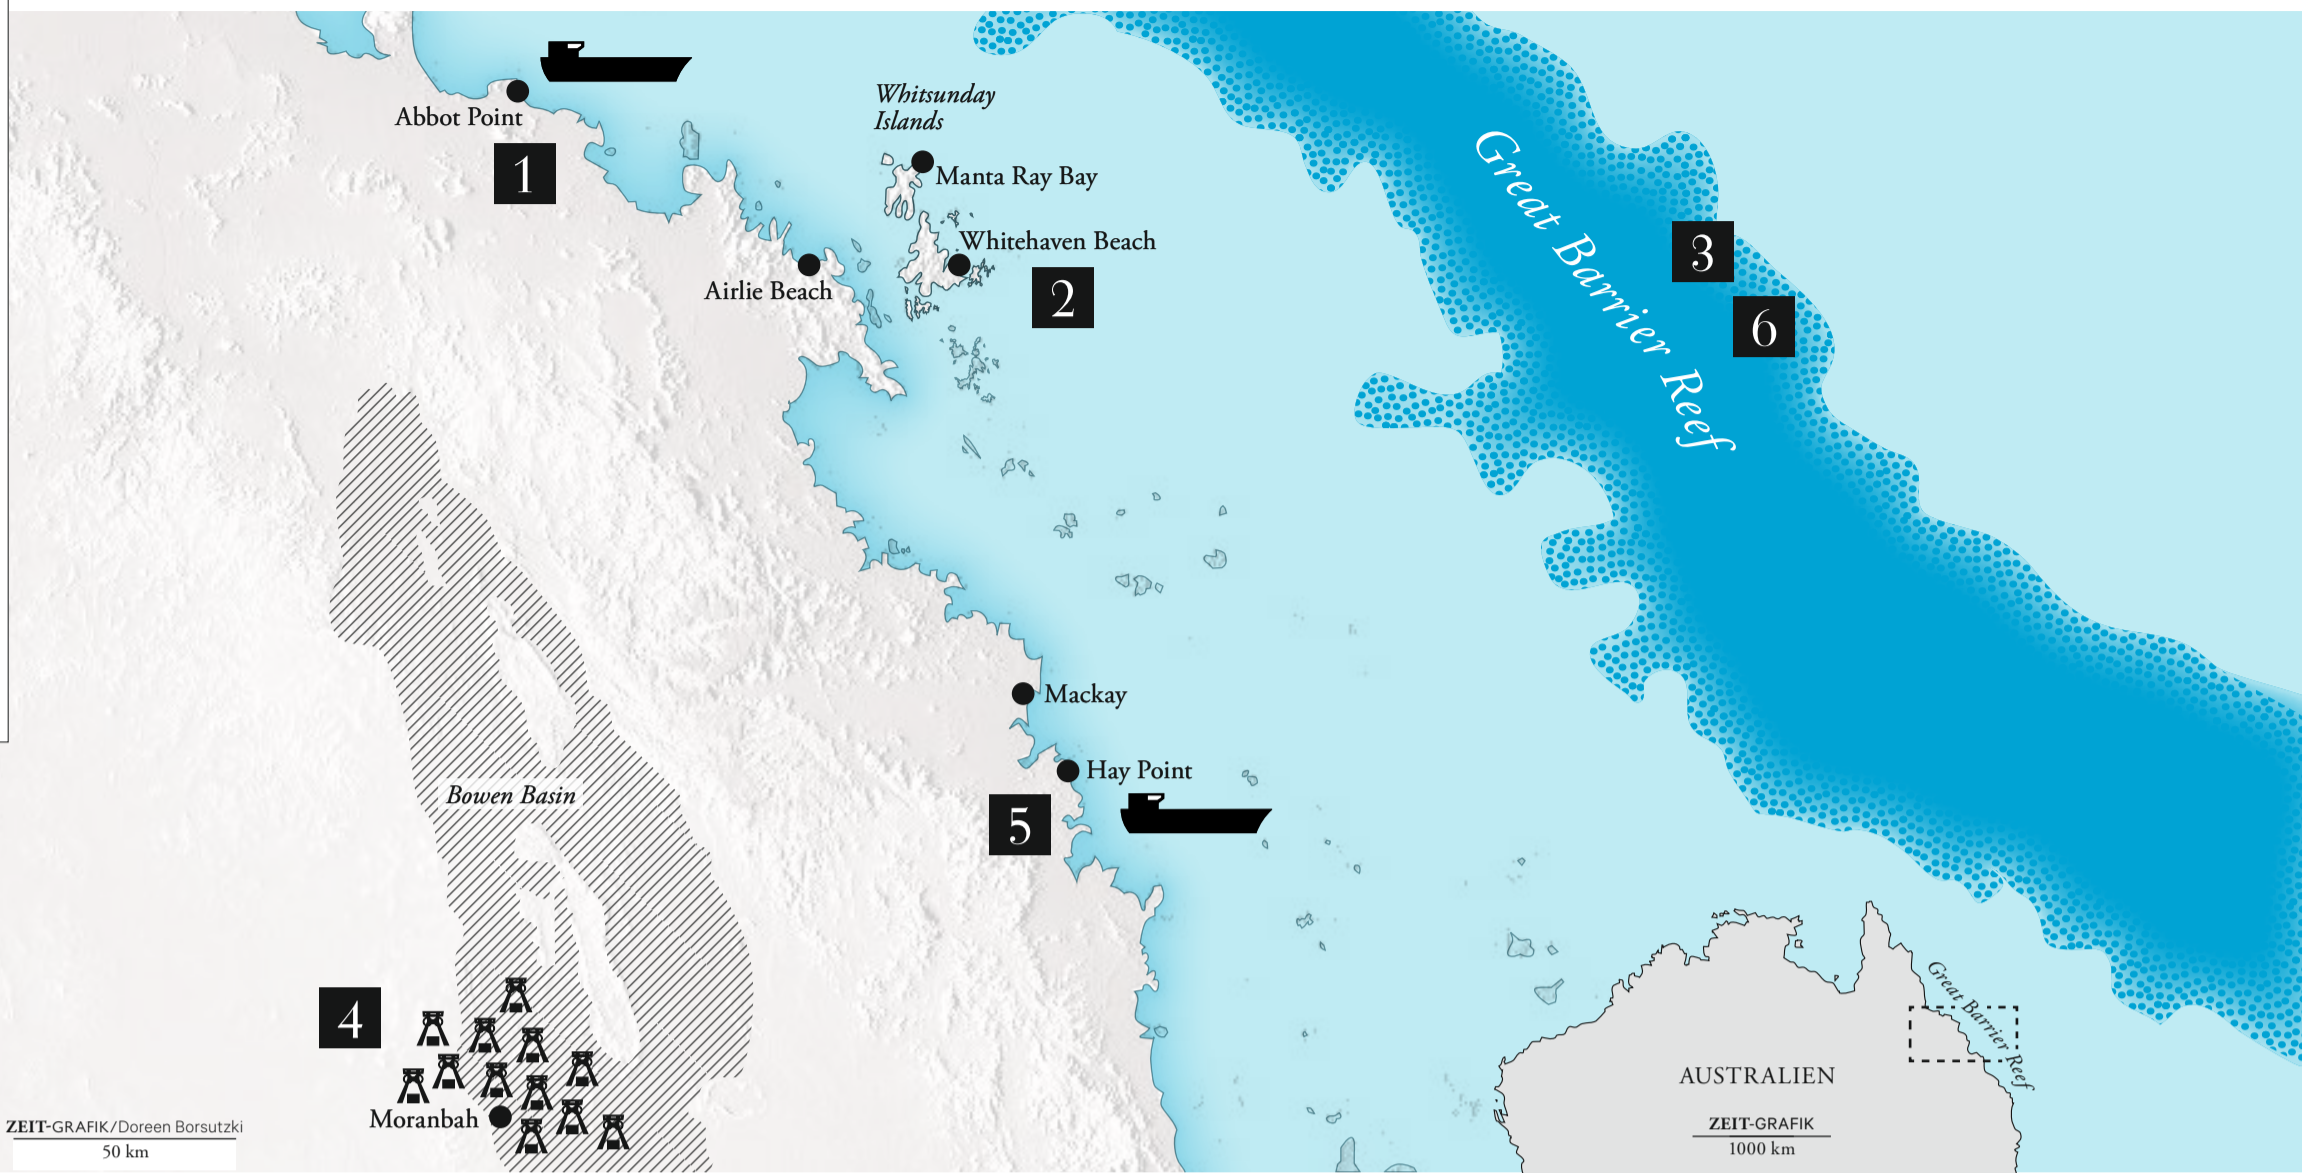 Abbot Point
1
Whitsunday
Islands
Manta Ray Bay
Whitehaven Beach
2
Airlie Beach
Great Barrier Reef
3
6
Mackay
Hay Point
5
Bowen Basin
4
Moranbah
ZEIT-GRAFIK/Doreen Borsutzki
50 km
Great Barrier Reef
AUSTRALIEN
ZEIT-GRAFIK
1000 km